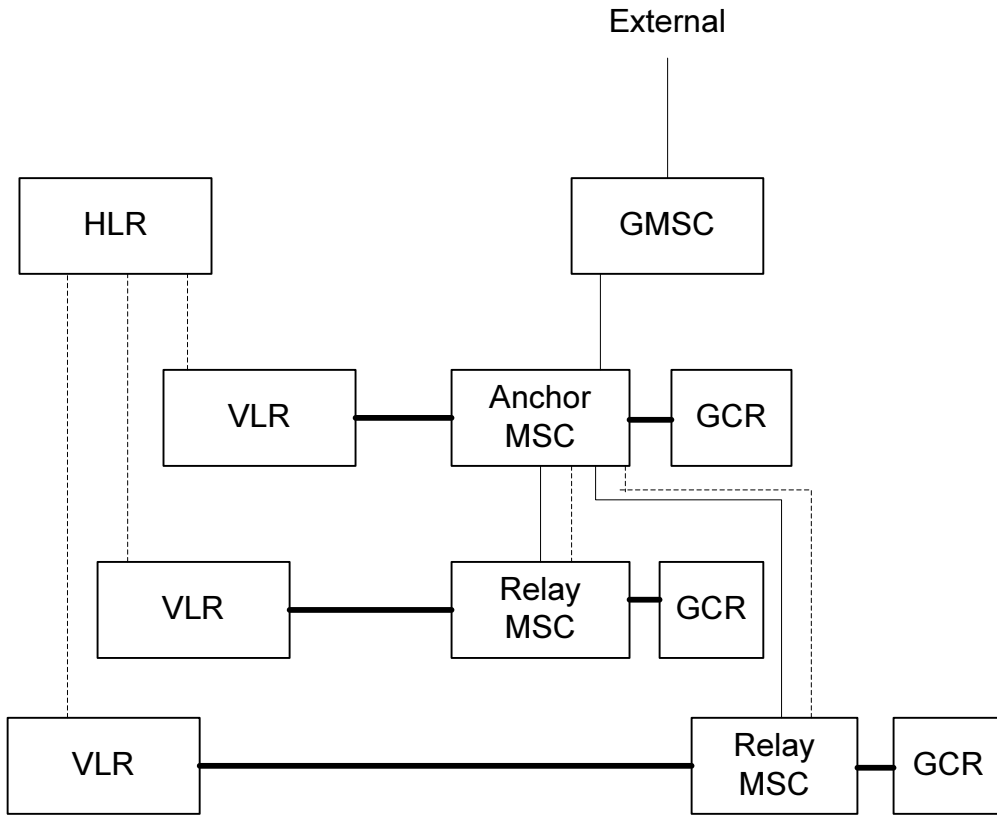 External
HLR
GMSC
VLR
Anchor
MSC
GCR
VLR
Relay
MSC
GCR
VLR
Relay
MSC
GCR